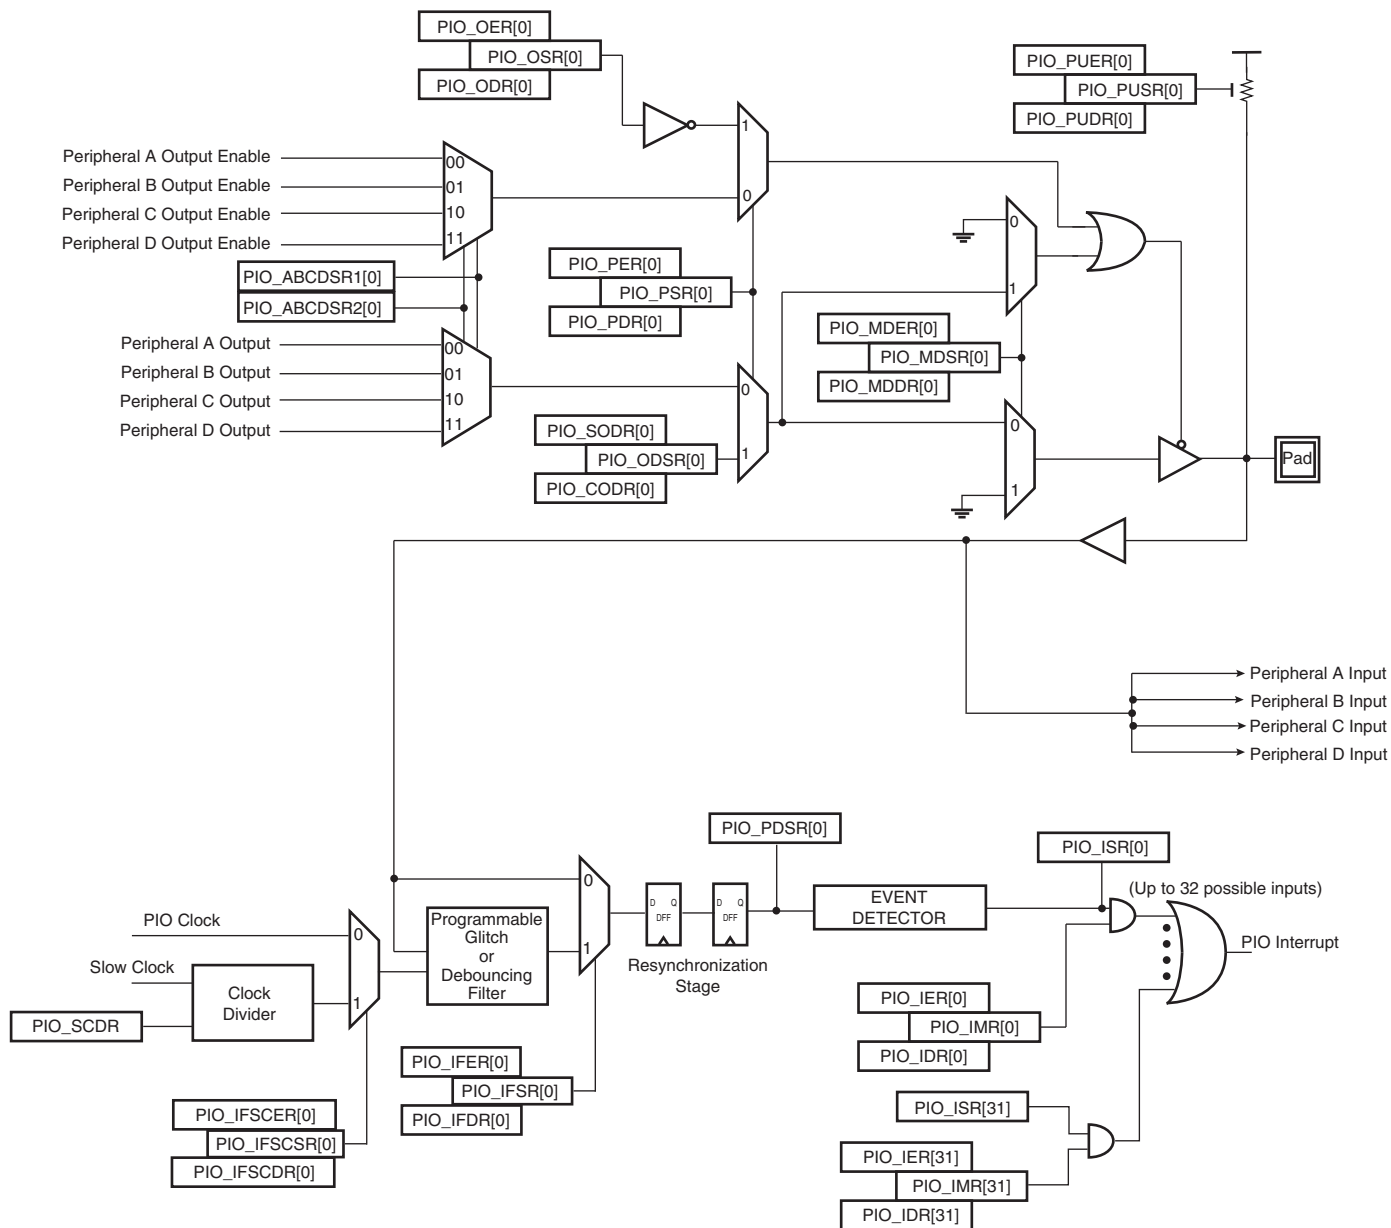 PIO_OER[0]
PIO_OSR[0]
PIO_ODR[0]
PIO_PUER[0]
PIO_PUSR[0]
PIO_PUDR[0]
1
0
Peripheral A Output Enable
Peripheral B Output Enable
Peripheral C Output Enable
Peripheral D Output Enable
00
01
10
11
0
1
PIO_ABCDSR1[0]
PIO_ABCDSR2[0]
PIO_PER[0]
PIO_PSR[0]
PIO_PDR[0]
PIO_MDER[0]
PIO_MDSR[0]
PIO_MDDR[0]
Peripheral A Output
Peripheral B Output
Peripheral C Output
Peripheral D Output
00
01
10
11
0
1
PIO_SODR[0]
PIO_ODSR[0]
PIO_CODR[0]
0
1
Pad
Peripheral A Input
Peripheral B Input
Peripheral C Input
Peripheral D Input
PIO_PDSR[0]
PIO_ISR[0]
(Up to 32 possible inputs)
0
1
D Q
DFF
D Q
DFF
Resynchronization
Stage
EVENT
DETECTOR
PIO Interrupt
PIO Clock
Slow Clock
0
1
Clock
Divider
PIO_SCDR
Programmable
Glitch
or
Debouncing
Filter
PIO_IER[0]
PIO_IMR[0]
PIO_IDR[0]
PIO_IFER[0]
PIO_IFSR[0]
PIO_IFDR[0]
PIO_IFSCER[0]
PIO_IFSCSR[0]
PIO_IFSCDR[0]
PIO_ISR[31]
PIO_IER[31]
PIO_IMR[31]
PIO_IDR[31]